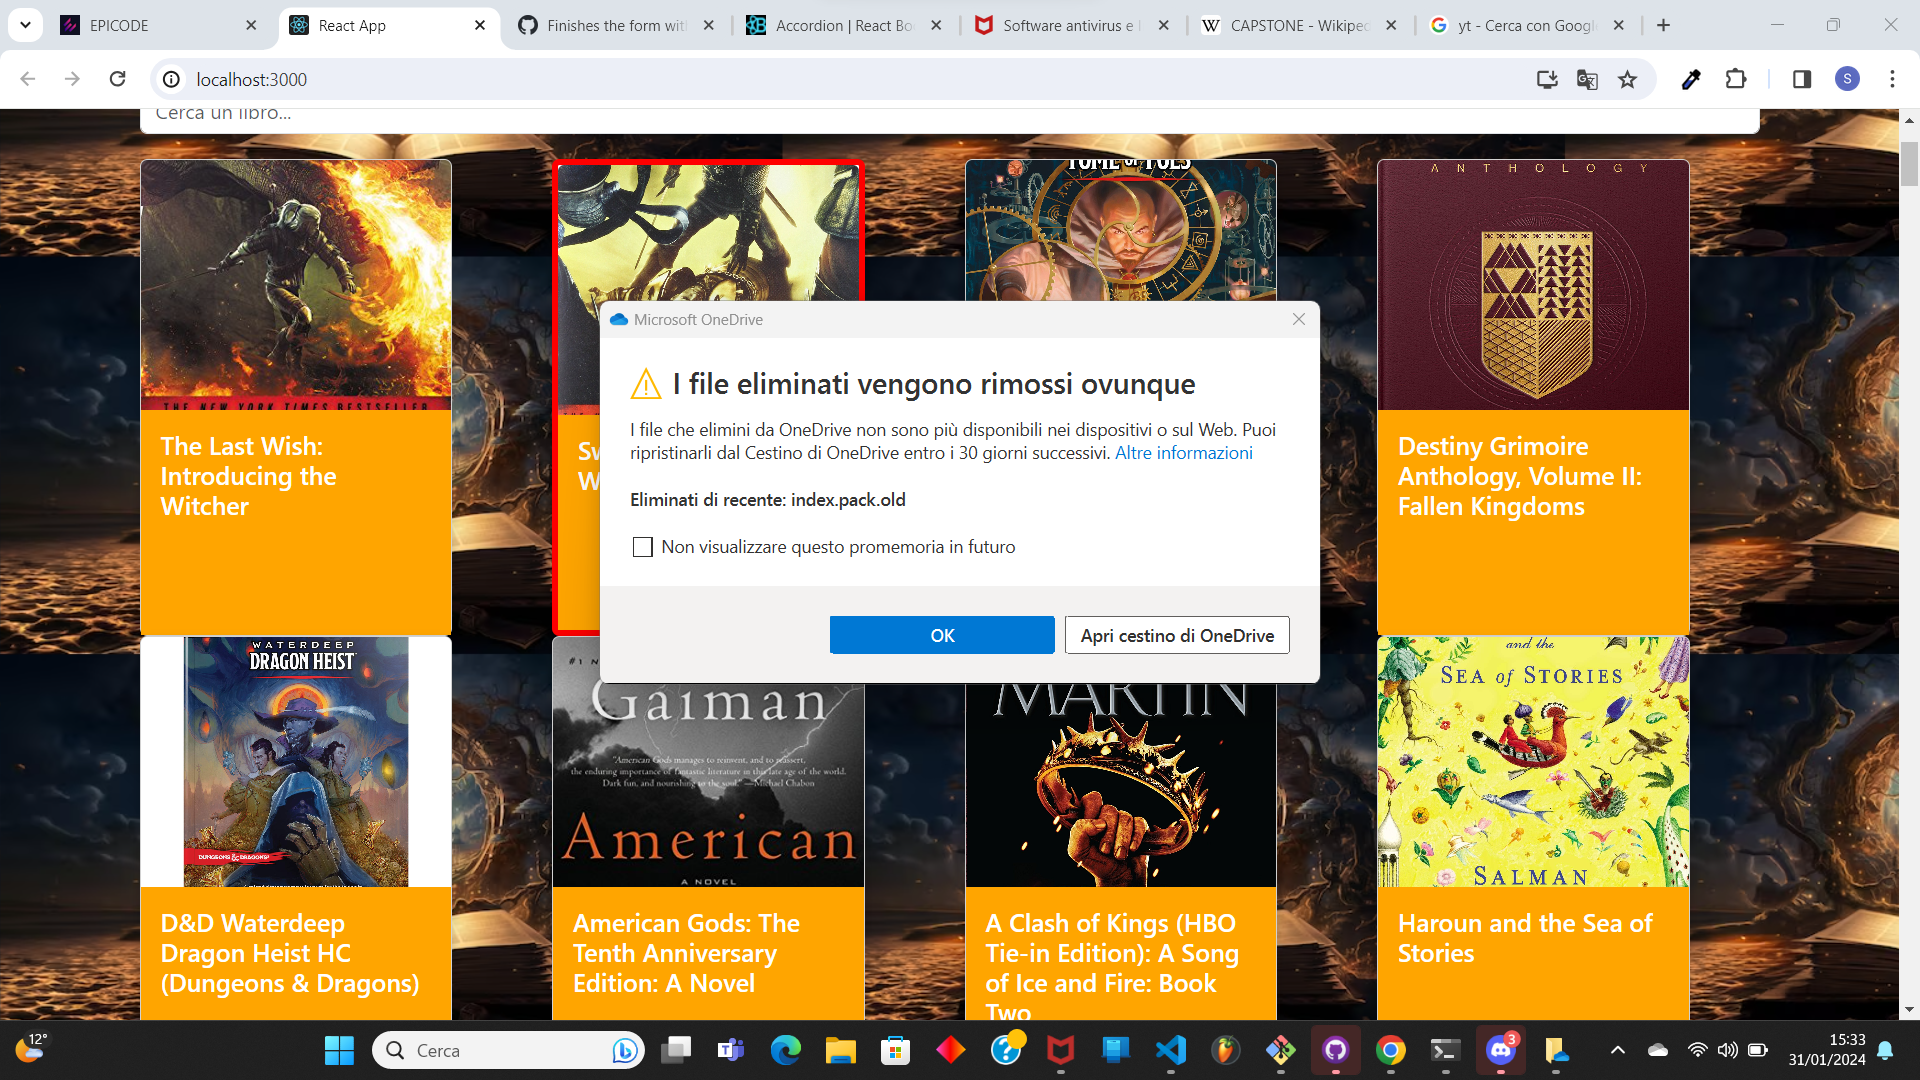 EPICODE
React App
Finishes the form wit
Accordion | React Bo
Software antivirus e
CAPSTONE - Wikiped
yt - Cerca con Googl
localhost:3000
S
Cerca un libro...
TOME OF FOES
ANTHOLOGY
THE NEW YORK TIMES BESTSELLER
The Last Wish:
Introducing the
Witcher
Sw
W
Destiny Grimoire
Anthology, Volume II:
Fallen Kingdoms
Microsoft OneDrive
I file eliminati vengono rimossi ovunque
I file che elimini da OneDrive non sono più disponibili nei dispositivi o sul Web. Puoi
ripristinarli dal Cestino di OneDrive entro i 30 giorni successivi. Altre informazioni
Eliminati di recente: index.pack.old
Non visualizzare questo promemoria in futuro
OK
Apri cestino di OneDrive
WATERDEEP
DRAGON HEIST
DUNGEONS & DRAGONS
#1 N
Gaiman
"American Gods manages to reinvent, and to reassert,
the enduring importance of fantastic literature in this late age of the world.
Dark fun, and nourishing to the soul." —Michael Chabon
American
A NOVEL
MARTIN
and the
SEA of STORIES
SALMAN
D&D Waterdeep
Dragon Heist HC
(Dungeons & Dragons)
American Gods: The
Tenth Anniversary
Edition: A Novel
A Clash of Kings (HBO
Tie-in Edition): A Song
of Ice and Fire: Book
Two
Haroun and the Sea of
Stories
12°
Cerca
3
15:33
31/01/2024